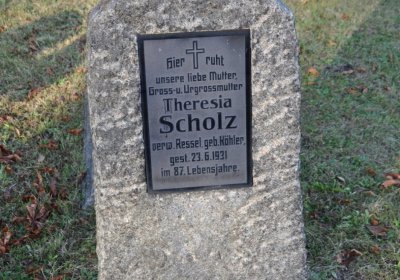 Hier ruht
unsere liebe Mutter,
Gross-u. Urgrossmutter
Theresia
Scholz
verw. Ressel, geb. Köhler,
gest. 23.6.1931
im 87. Lebensjahre.